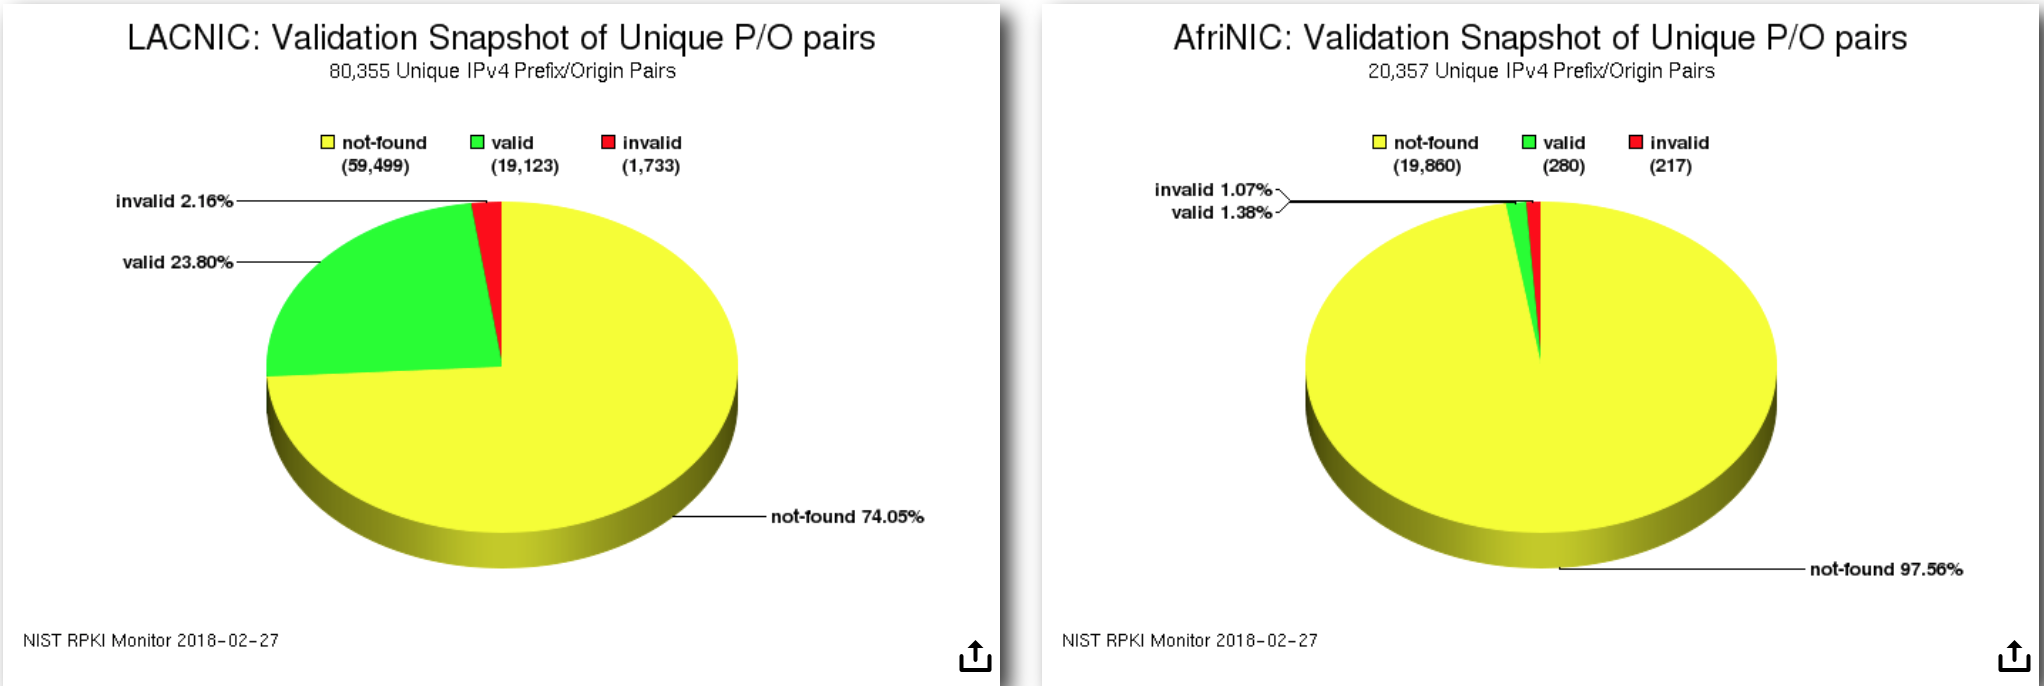 LACNIC: Validation Snapshot of Unique P/O pairs
80,355 Unique IPv4 Prefix/Origin Pairs
not-found valid invalid
(59,499) (19,123) (1,733)
invalid 2.16%
valid 23.80%
not-found 74.05%
NIST RPKI Monitor 2018-02-27
AfriNIC: Validation Snapshot of Unique P/O pairs
20,357 Unique IPv4 Prefix/Origin Pairs
not-found valid invalid
(19,860) (280) (217)
invalid 1.07%
valid 1.38%
not-found 97.56%
NIST RPKI Monitor 2018-02-27